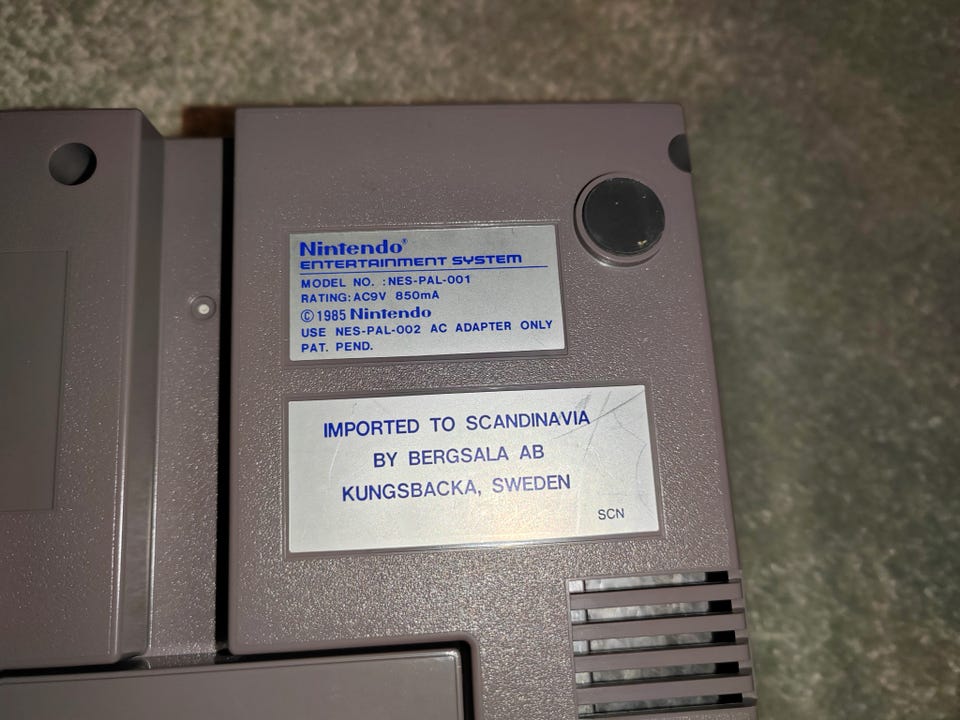 Nintendo®
ENTERTAINMENT SYSTEM
MODEL NO. :NES-PAL-001
RATING:AC9V 850mA
© 1985 Nintendo
USE NES-PAL-002 AC ADAPTER ONLY
PAT. PEND.
IMPORTED TO SCANDINAVIA
BY BERGSALA AB
KUNGSBACKA, SWEDEN
SCN